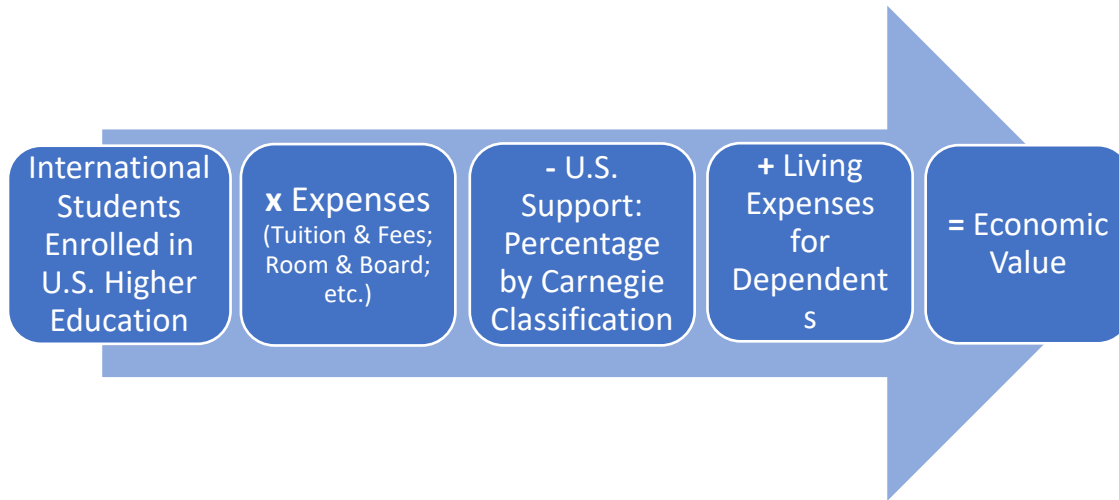 International
Students
Enrolled in
U.S. Higher
Education
x Expenses
(Tuition & Fees;
Room & Board;
etc.)
- U.S.
Support:
Percentage
by Carnegie
Classification
+ Living
Expenses
for
Dependent
s
= Economic
Value